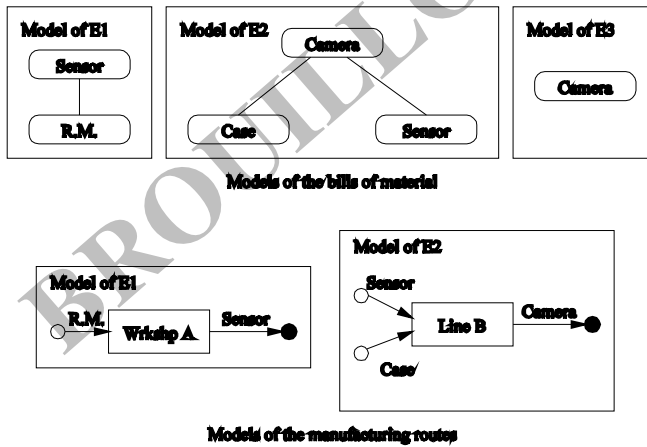 Model of E1
Sensor
R.M.
Model of E2
Camera
Case
Sensor
Model of E3
Camera
Models of the bills of material
Model of E1
R.M.
Wrkshp A
Sensor
Model of E2
Sensor
Case
Line B
Camera
Models of the manufacturing routes
BROUILLO